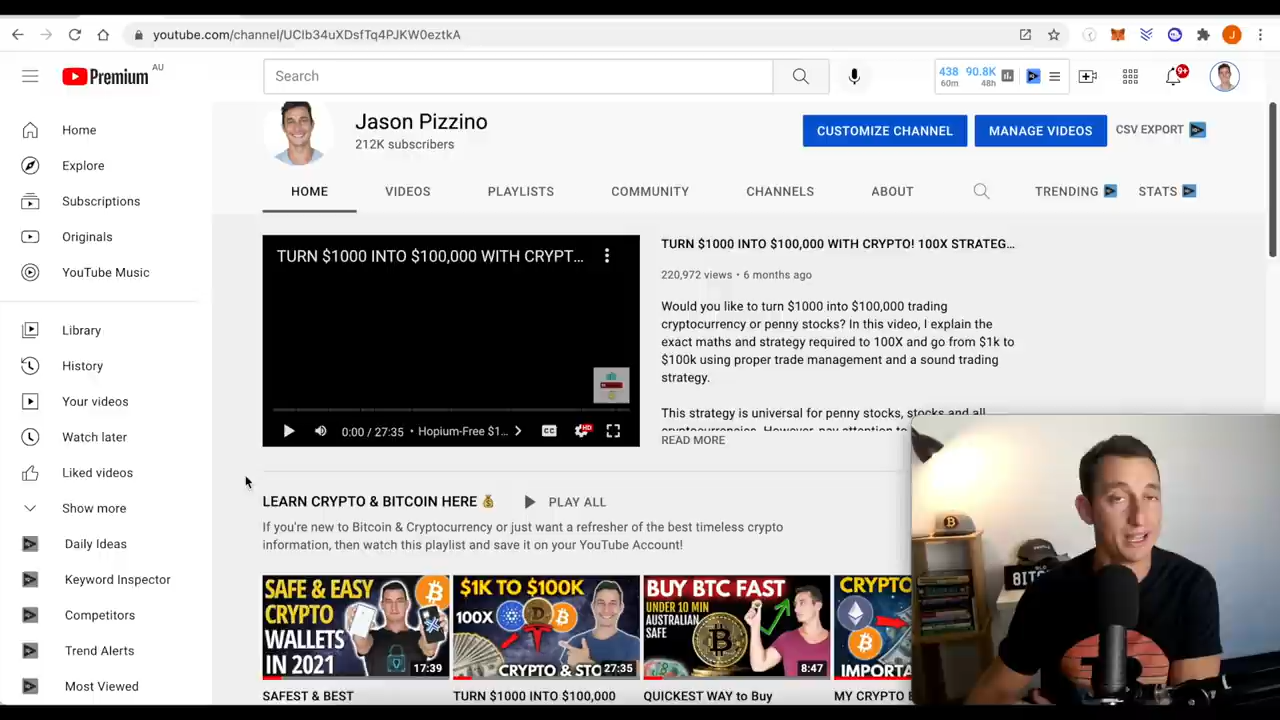 youtube.com/channel/UClb34uXDsfTq4PJKW0eztkA
J
Premium AU
Search
438 60m 90.8K 48h
9+
Home
Explore
Subscriptions
Originals
YouTube Music
Library
History
Your videos
Watch later
Liked videos
Show more
Daily Ideas
Keyword Inspector
Competitors
Trend Alerts
Most Viewed
Jason Pizzino
212K subscribers
CUSTOMIZE CHANNEL
MANAGE VIDEOS
CSV EXPORT
HOME VIDEOS PLAYLISTS COMMUNITY CHANNELS ABOUT TRENDING STATS
TURN $1000 INTO $100,000 WITH CRYPT...
0:00 / 27:35 • Hopium-Free $1...
CC
HD
TURN $1000 INTO $100,000 WITH CRYPTO! 100X STRATEG...
220,972 views • 6 months ago
Would you like to turn $1000 into $100,000 trading
cryptocurrency or penny stocks? In this video, I explain the
exact maths and strategy required to 100X and go from $1k to
$100k using proper trade management and a sound trading
strategy.
This strategy is universal for penny stocks, stocks and all
READ MORE
LEARN CRYPTO & BITCOIN HERE 💰 PLAY ALL
If you're new to Bitcoin & Cryptocurrency or just want a refresher of the best timeless crypto
information, then watch this playlist and save it on your YouTube Account!
SAFE & EASY
CRYPTO
WALLETS
IN 2021
17:39
$1K TO $100K
100X
CRYPTO & STO
27:35
BUY BTC FAST
UNDER 10 MIN
AUSTRALIAN
SAFE
8:47
CRYPTO
IMPORTA
SAFEST & BEST
TURN $1000 INTO $100,000
QUICKEST WAY to Buy
MY CRYPTO
8IT